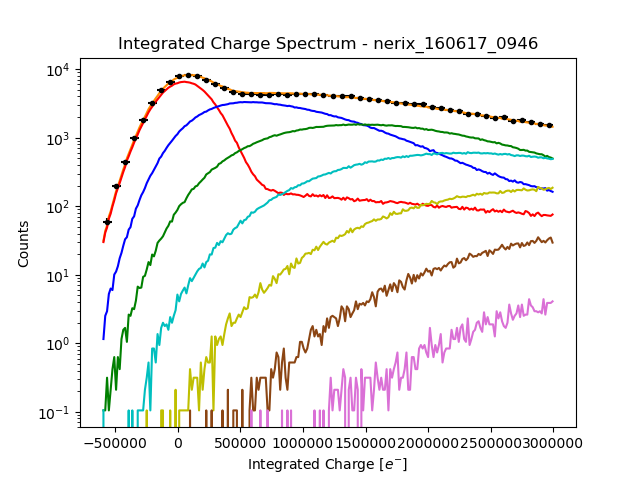 Integrated Charge Spectrum - nerix_160617_0946
Counts
10⁴
10³
10²
10¹
10⁰
10⁻¹
−500000 0 500000 1000000 1500000 2000000 2500000 3000000
Integrated Charge [e⁻]